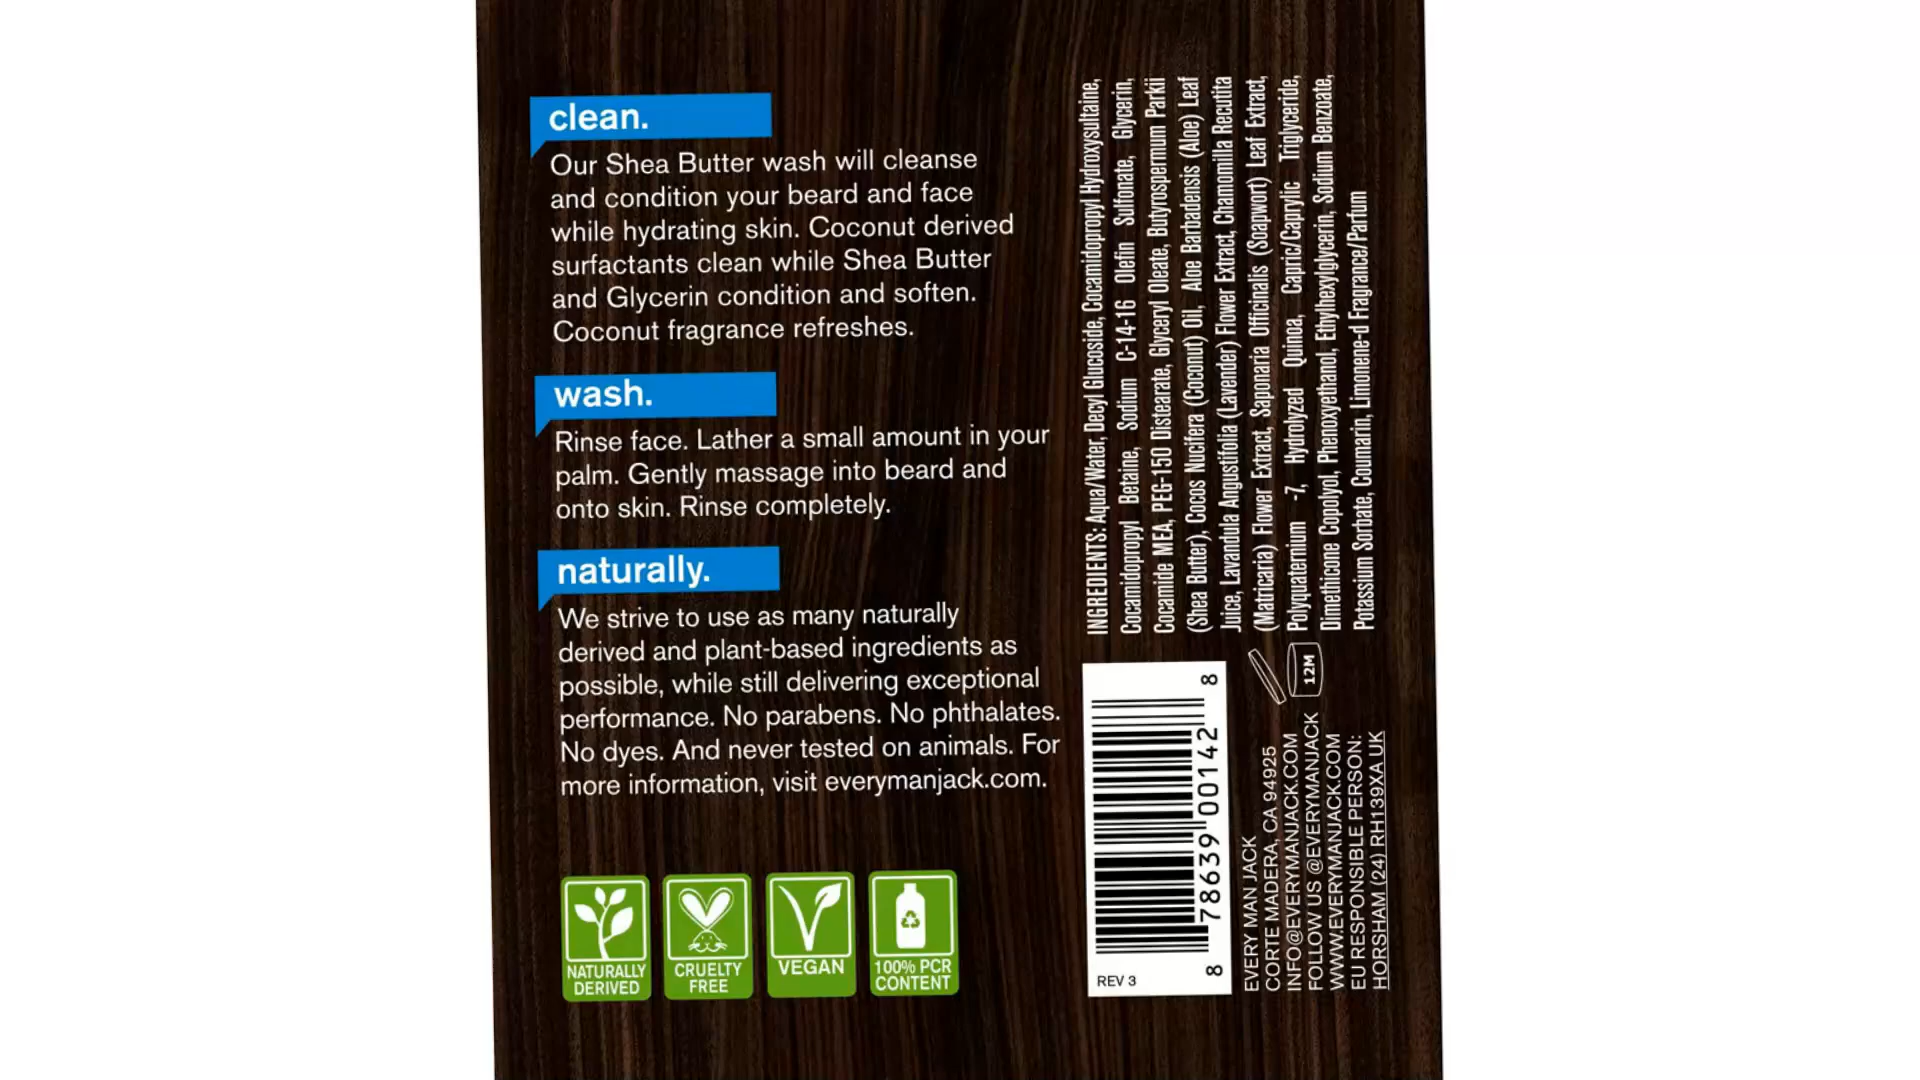 clean.
Our Shea Butter wash will cleanse
and condition your beard and face
while hydrating skin. Coconut derived
surfactants clean while Shea Butter
and Glycerin condition and soften.
Coconut fragrance refreshes.
wash.
Rinse face. Lather a small amount in your
palm. Gently massage into beard and
onto skin. Rinse completely.
naturally.
We strive to use as many naturally
derived and plant-based ingredients as
possible, while still delivering exceptional
performance. No parabens. No phthalates.
No dyes. And never tested on animals. For
more information, visit everymanjack.com.
NATURALLY
DERIVED
CRUELTY
FREE
VEGAN
100% PCR
CONTENT
INGREDIENTS: Aqua/Water, Decyl Glucoside, Cocamidopropyl Hydroxysultaine,
Cocamidopropyl Betaine, Sodium C-14-16 Olefin Sulfonate, Glycerin,
Cocamide MEA, PEG-150 Distearate, Glyceryl Oleate, Butyrospermum Parkii
(Shea Butter), Cocos Nucifera (Coconut) Oil, Aloe Barbadensis (Aloe) Leaf
Juice, Lavandula Angustifolia (Lavender) Flower Extract, Chamomilla Recutita
(Matricaria) Flower Extract, Saponaria Officinalis (Soapwort) Leaf Extract,
Polyquaternium -7, Hydrolyzed Quinoa, Capric/Caprylic Triglyceride,
Dimethicone Copolyol, Phenoxyethanol, Ethylhexylglycerin, Sodium Benzoate,
Potassium Sorbate, Coumarin, Limonene-d Fragrance/Parfum
12M
8 78639 00142 8
REV 3
EVERY MAN JACK
CORTE MADERA, CA 94925
INFO@EVERYMANJACK.COM
FOLLOW US @EVERYMANJACK
WWW.EVERYMANJACK.COM
EU RESPONSIBLE PERSON:
HORSHAM (24) RH139XA UK